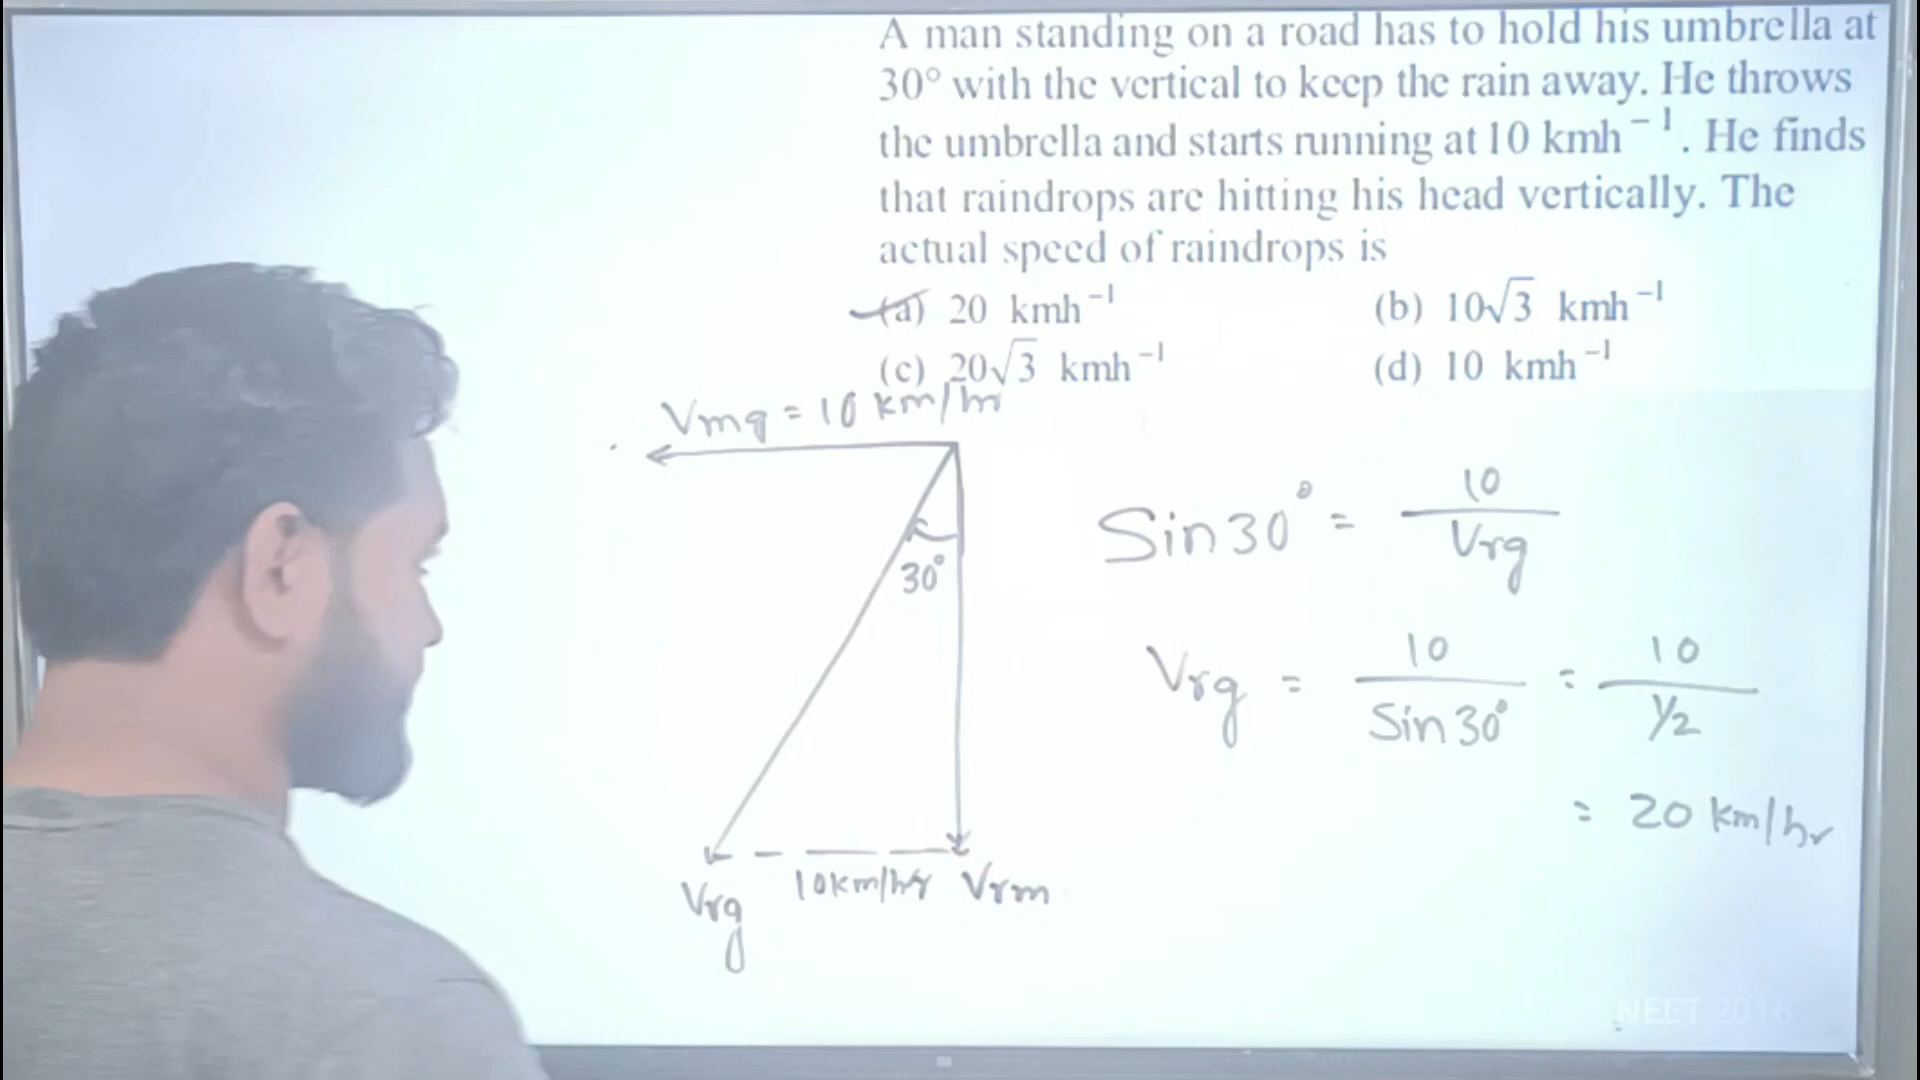 A man standing on a road has to hold his umbrella at
30° with the vertical to keep the rain away. He throws
the umbrella and starts running at 10 kmh⁻¹. He finds
that raindrops are hitting his head vertically. The
actual speed of raindrops is
(a) 20 kmh⁻¹ (b) 10√3 kmh⁻¹
(c) 20√3 kmh⁻¹ (d) 10 kmh⁻¹
Vmg = 10 km/hr
Sin30° = 10/Vrg
30°
Vrg = 10/Sin30° = 10/½
= 20 km/hr
Vrg 10km/hr Vrm
NEET 2016